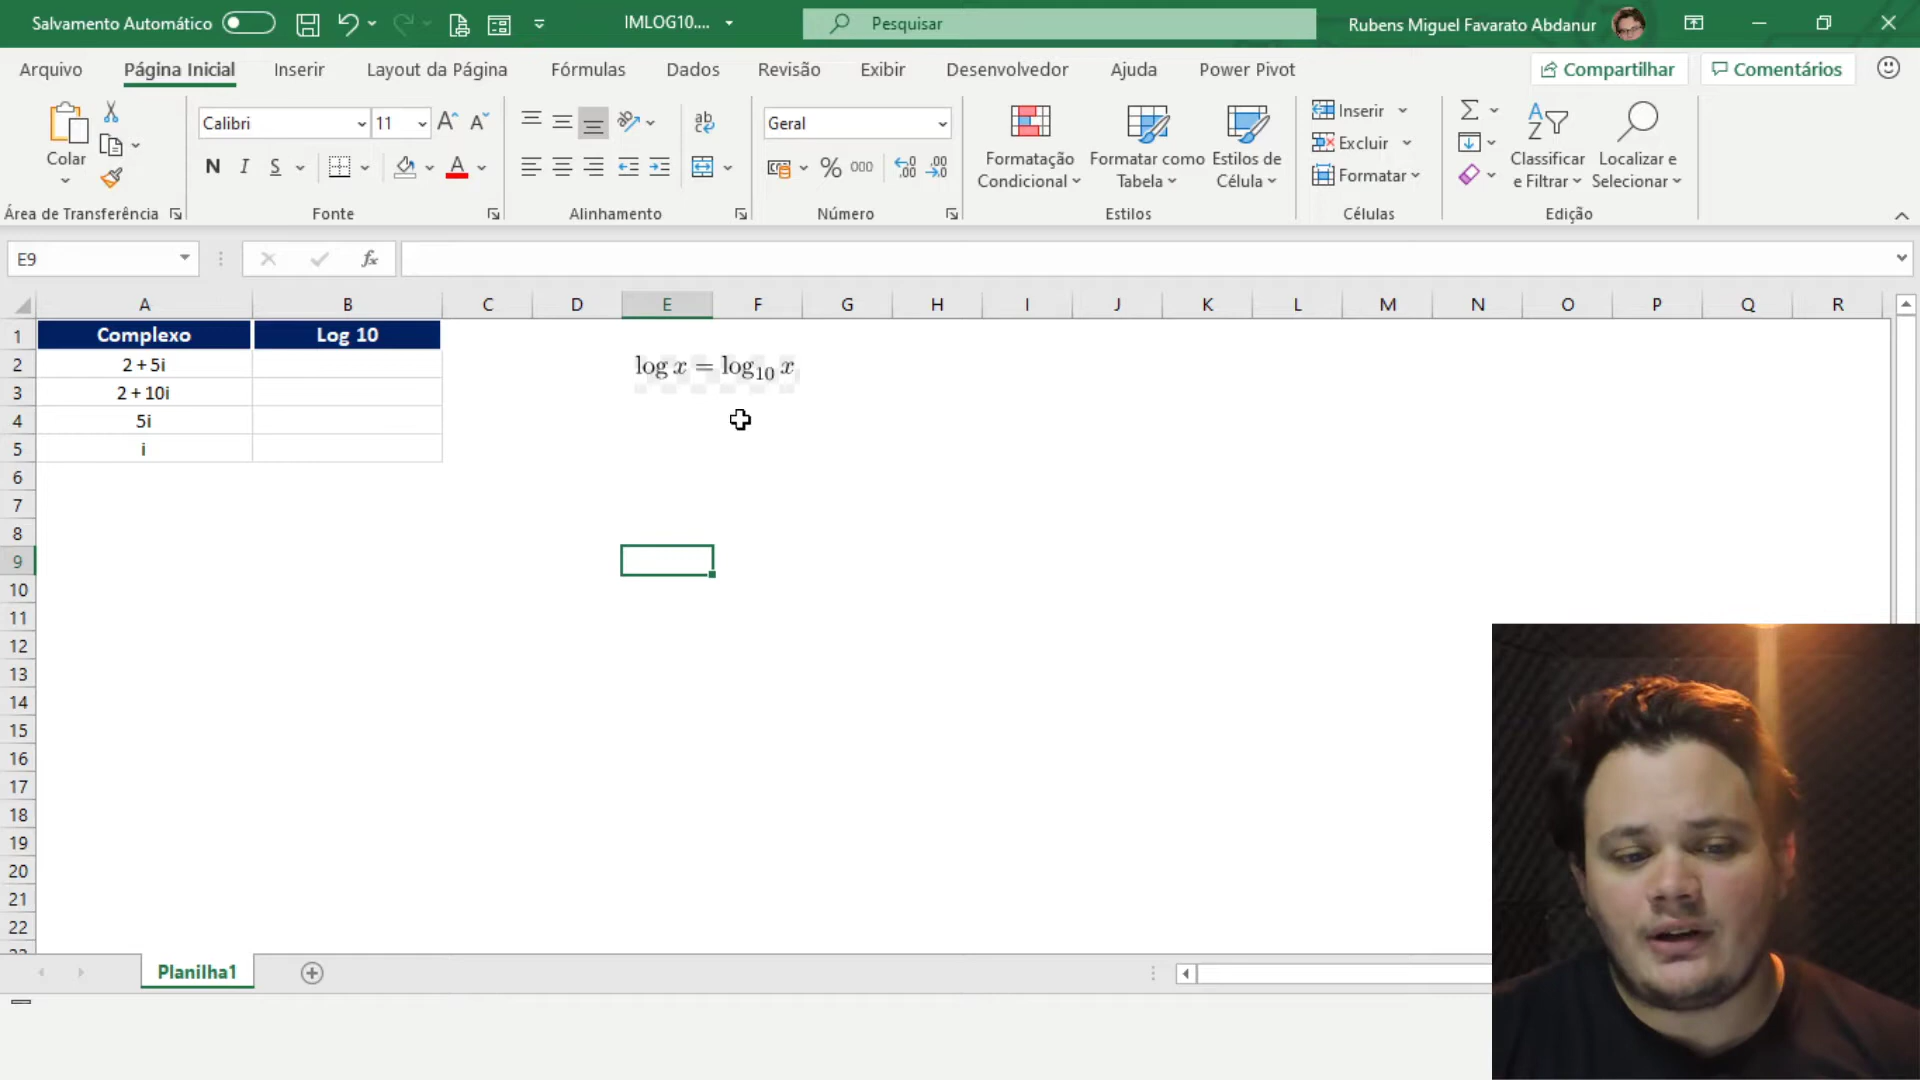 Salvamento Automático
IMLOG10....
Pesquisar
Rubens Miguel Favarato Abdanur
Arquivo
Página Inicial
Inserir
Layout da Página
Fórmulas
Dados
Revisão
Exibir
Desenvolvedor
Ajuda
Power Pivot
Compartilhar
Comentários
Colar
Área de Transferência
Calibri
11
N I S
Fonte
ab
Alinhamento
Geral
% 000
Número
Formatação Condicional
Formatar como Tabela
Estilos de Célula
Estilos
Inserir
Excluir
Formatar
Células
Classificar e Filtrar
Localizar e Selecionar
Edição
E9
fx
A B C D E F G H I J K L M N O P Q R
1 Complexo Log 10
2 2 + 5i log x = log₁₀ x
3 2 + 10i
4 5i
5 i
6
7
8
9
10
11
12
13
14
15
16
17
18
19
20
21
22
Planilha1